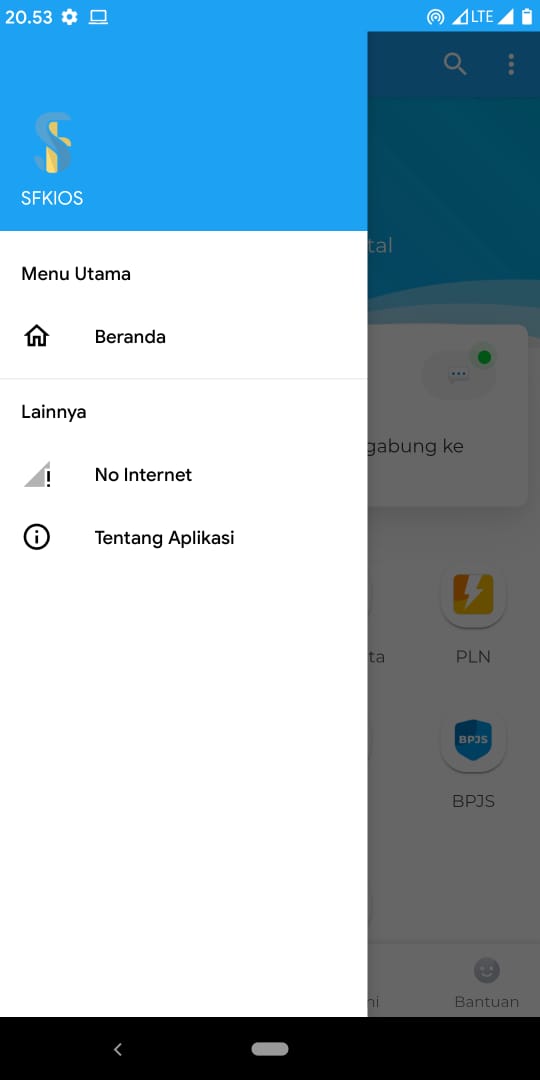 20.53
LTE
SFKIOS
tal
Menu Utama
Beranda
Lainnya
gabung ke
No Internet
Tentang Aplikasi
ta
PLN
BPJS
BPJS
ni
Bantuan